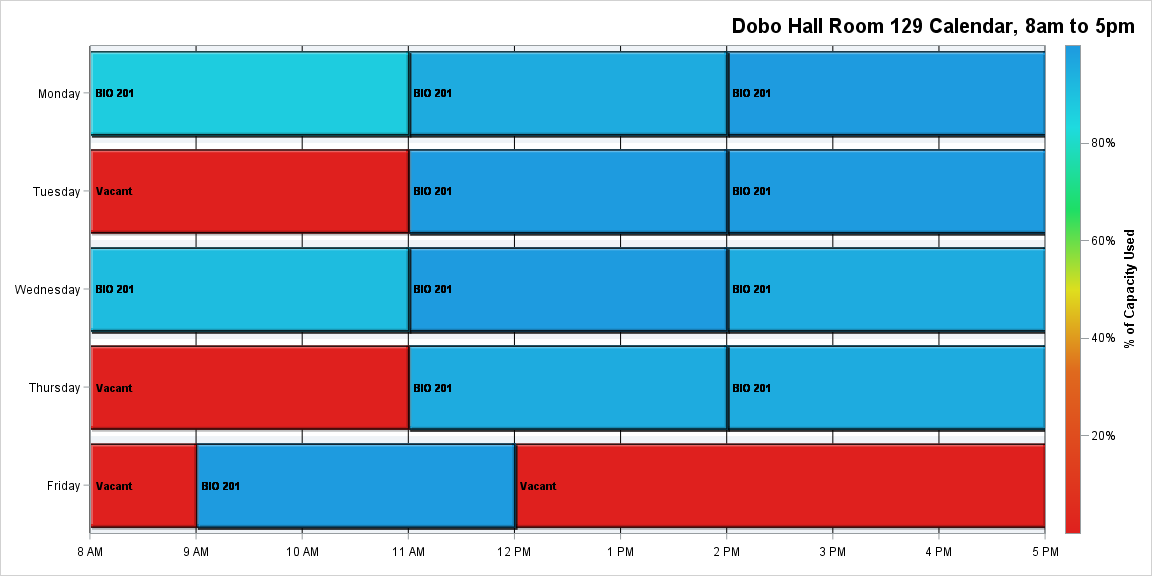 Dobo Hall Room 129 Calendar, 8am to 5pm
Monday
BIO 201
BIO 201
BIO 201
Tuesday
Vacant
BIO 201
BIO 201
Wednesday
BIO 201
BIO 201
BIO 201
Thursday
Vacant
BIO 201
BIO 201
Friday
Vacant
BIO 201
Vacant
8 AM
9 AM
10 AM
11 AM
12 PM
1 PM
2 PM
3 PM
4 PM
5 PM
80%
60%
40%
20%
% of Capacity Used